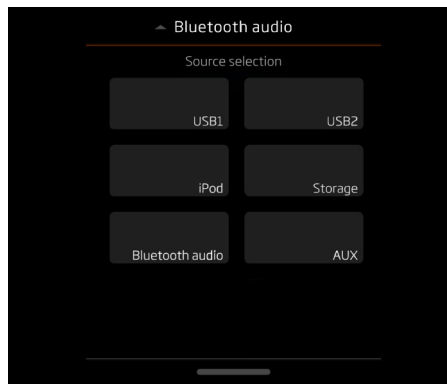 Bluetooth audio
Source selection
USB1
USB2
iPod
Storage
Bluetooth audio
AUX